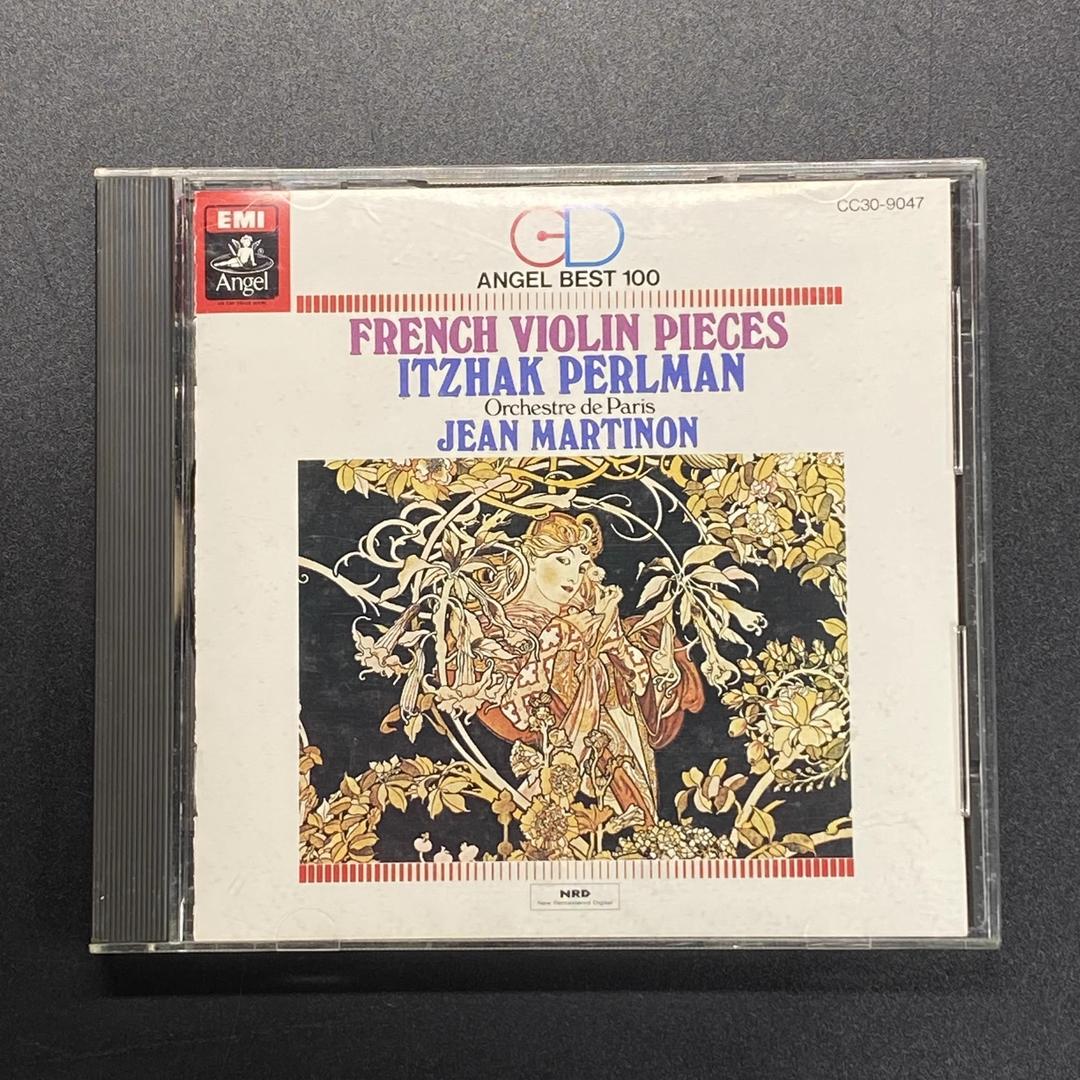 EMI
Angel
CC30-9047
CD
ANGEL BEST 100
FRENCH VIOLIN PIECES
ITZHAK PERLMAN
Orchestre de Paris
JEAN MARTINON
NRD
New Remastered Digital